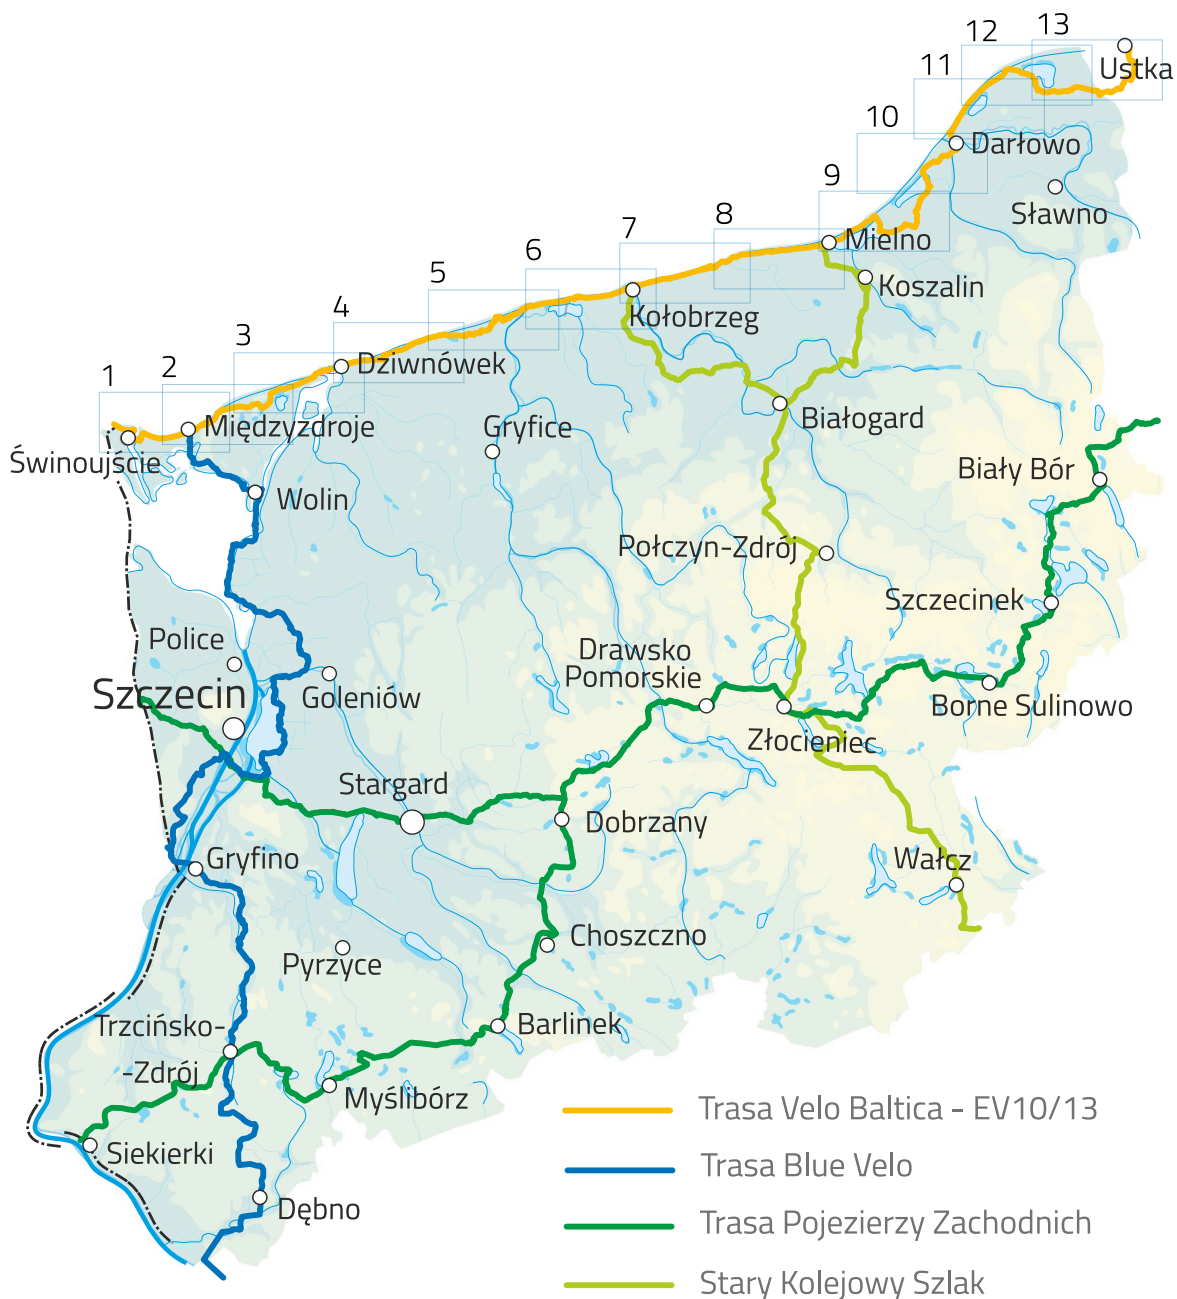 13
12
Ustka
11
10
Darłowo
9
Sławno
8
7
Mielno
6
Koszalin
5
4
Kołobrzeg
3
Dziwnówek
2
1
Międzyzdroje
Gryfice
Białogard
Świnoujście
Biały Bór
Wolin
Połczyn-Zdrój
Szczecinek
Police
Drawsko
Pomorskie
Szczecin
Goleniów
Borne Sulinowo
Złocieniec
Stargard
Dobrzany
Gryfino
Wałcz
Choszczno
Pyrzyce
Trzcińsko-
-Zdrój
Barlinek
Myślibórz
Siekierki
Dębno
Trasa Velo Baltica - EV10/13
Trasa Blue Velo
Trasa Pojezierzy Zachodnich
Stary Kolejowy Szlak